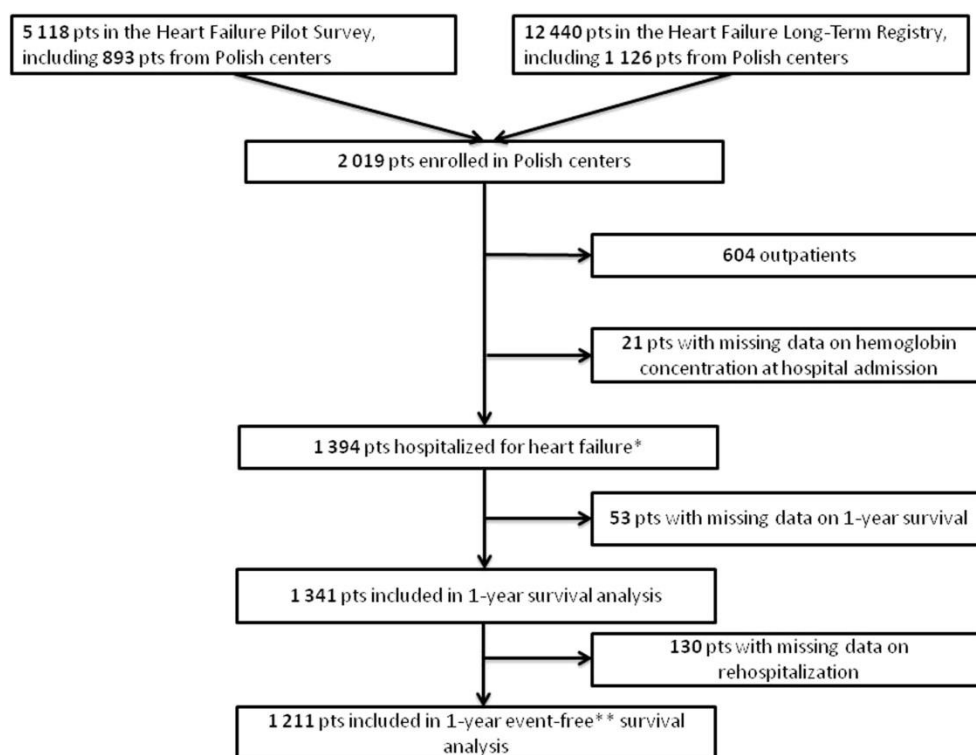 5 118 pts in the Heart Failure Pilot Survey,
including 893 pts from Polish centers
12 440 pts in the Heart Failure Long-Term Registry,
including 1 126 pts from Polish centers
2 019 pts enrolled in Polish centers
604 outpatients
21 pts with missing data on hemoglobin
concentration at hospital admission
1 394 pts hospitalized for heart failure*
53 pts with missing data on 1-year survival
1 341 pts included in 1-year survival analysis
130 pts with missing data on
rehospitalization
1 211 pts included in 1-year event-free** survival
analysis